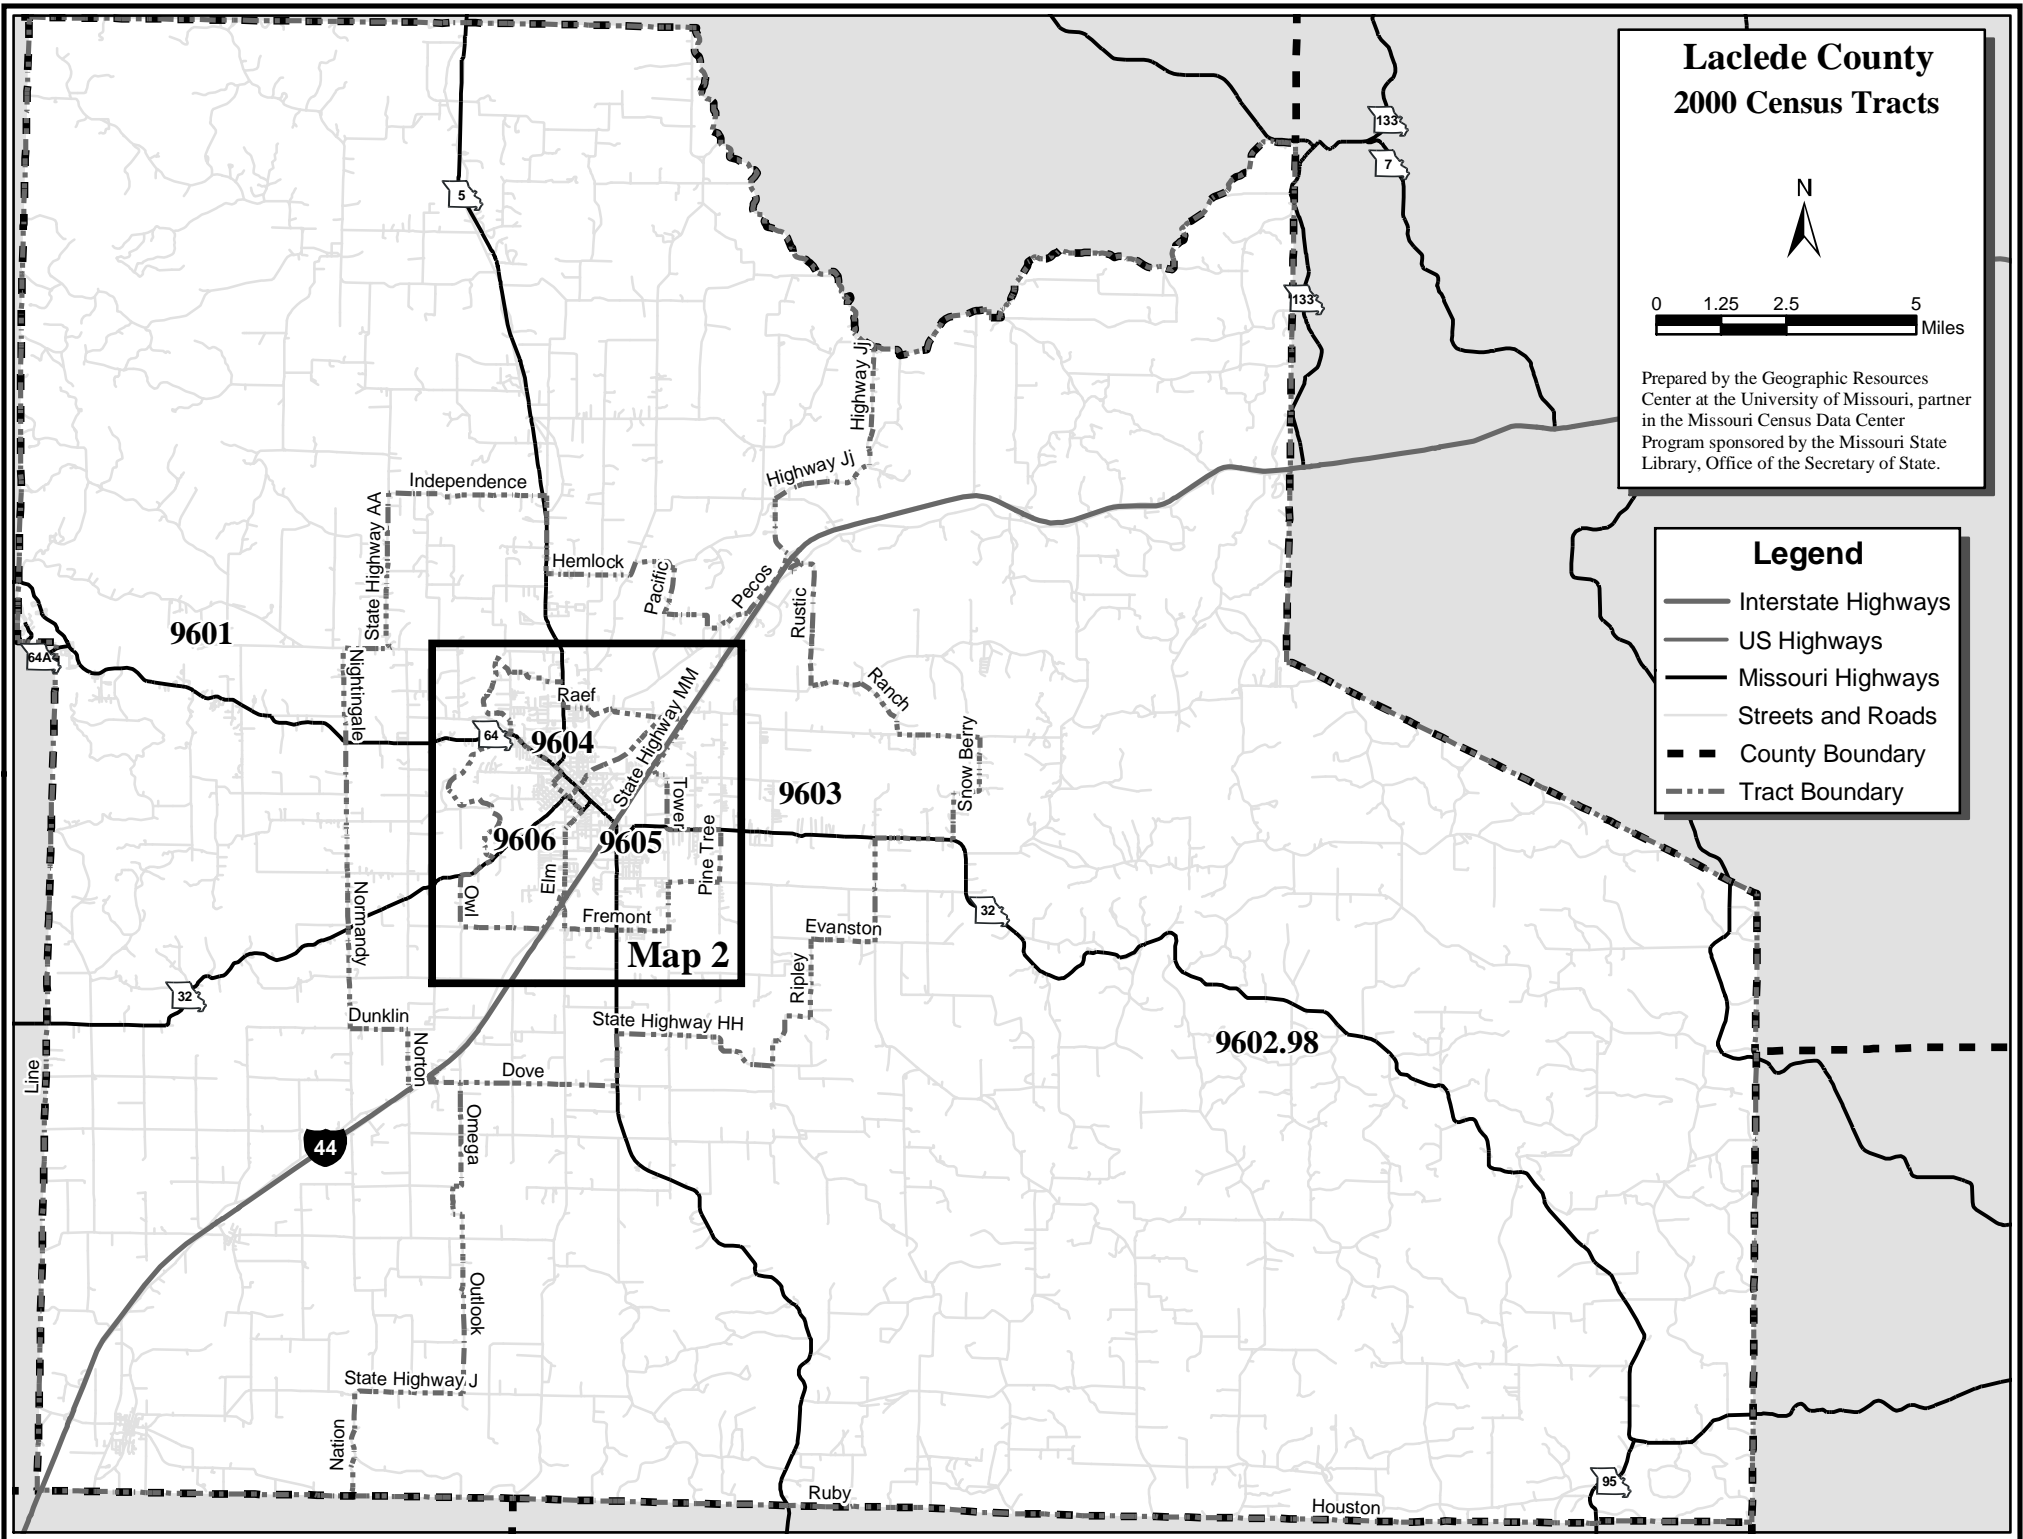 Laclede County
2000 Census Tracts
N
0 1.25 2.5 5
Miles
Prepared by the Geographic Resources
Center at the University of Missouri, partner
in the Missouri Census Data Center
Program sponsored by the Missouri State
Library, Office of the Secretary of State.
Legend
Interstate Highways
US Highways
Missouri Highways
Streets and Roads
County Boundary
Tract Boundary
133
7
5
133
Highway Jj
Highway Jj
Independence
State Highway AA
Hemlock
Pacific
Pecos
Rustic
9601
64A
Nightingale
Raef
State Highway MM
Ranch
64
9604
Snow Berry
Tower
9603
9606
9605
Pine Tree
Elm
Owl
Normandy
Fremont
Evanston
32
Map 2
Ripley
32
Dunklin
State Highway HH
9602.98
Norton
Line
Dove
Omega
44
Outlook
State Highway J
Nation
Ruby
Houston
95